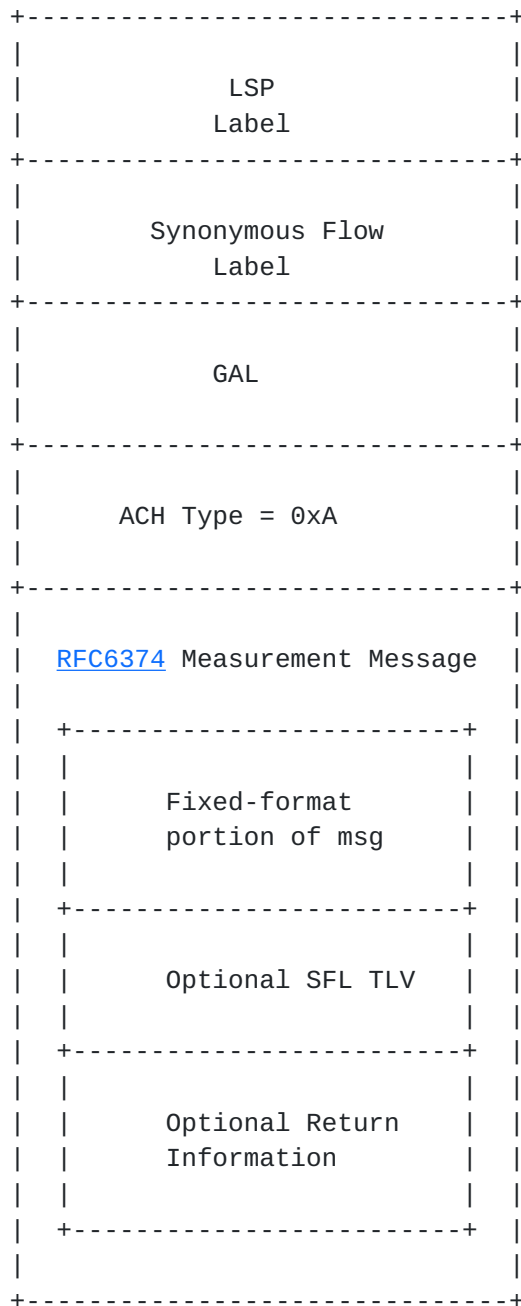 LSP
Label
Synonymous Flow
Label
GAL
ACH Type = 0xA
RFC6374 Measurement Message
Fixed-format
portion of msg
Optional SFL TLV
Optional Return
Information